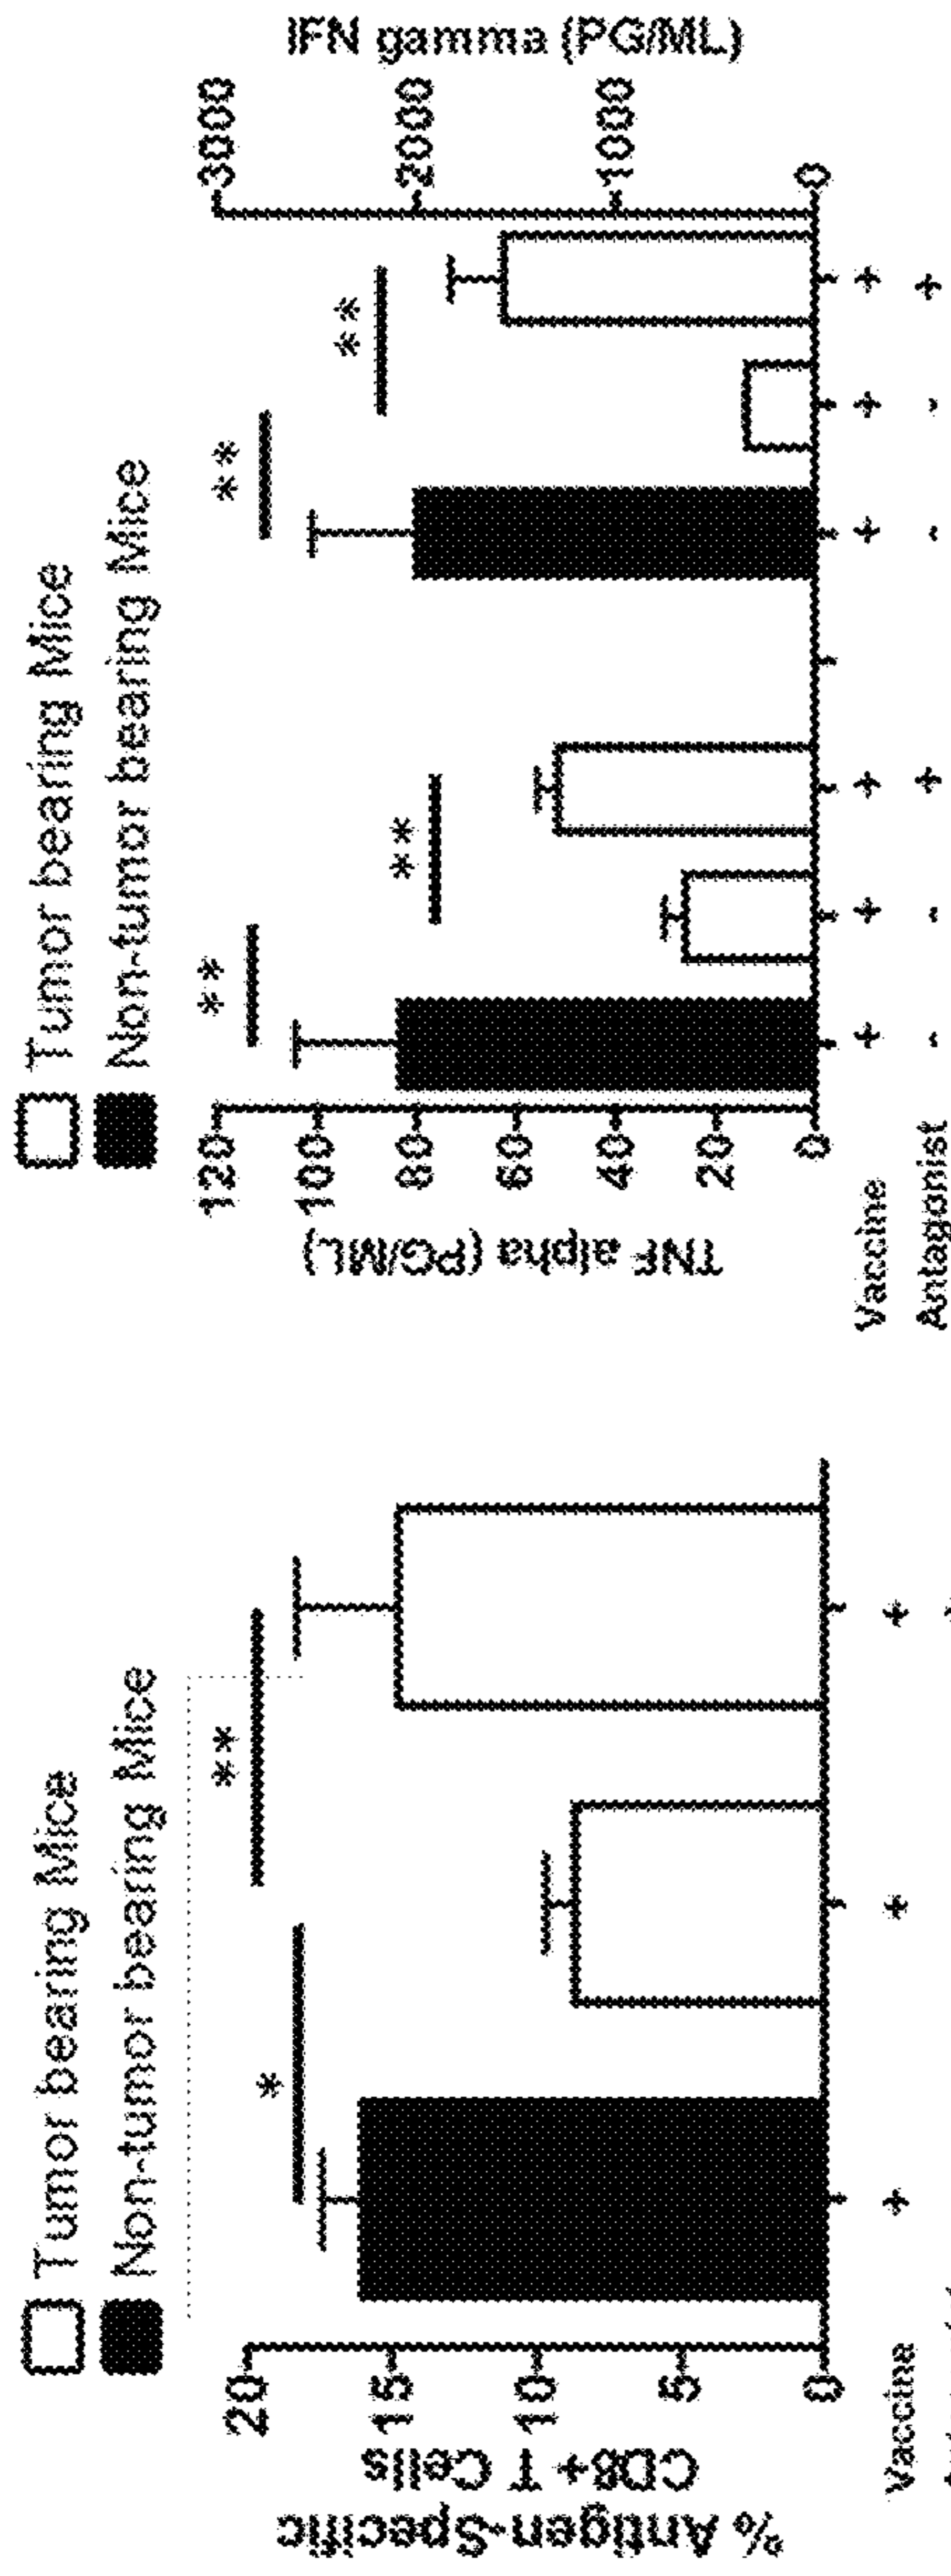 Tumor bearing Mice
Non-tumor bearing Mice
% Antigen-Specific
CD8+ T Cells
20
15
10
5
0
*
**
Vaccine + + +
Tumor bearing Mice
Non-tumor bearing Mice
TNF alpha (PG/ML)
120
100
80
60
40
20
0
** ** ** **
IFN gamma (PG/ML)
3000
2000
1000
0
Vaccine + + + + + +
Antagonist - - + - - +